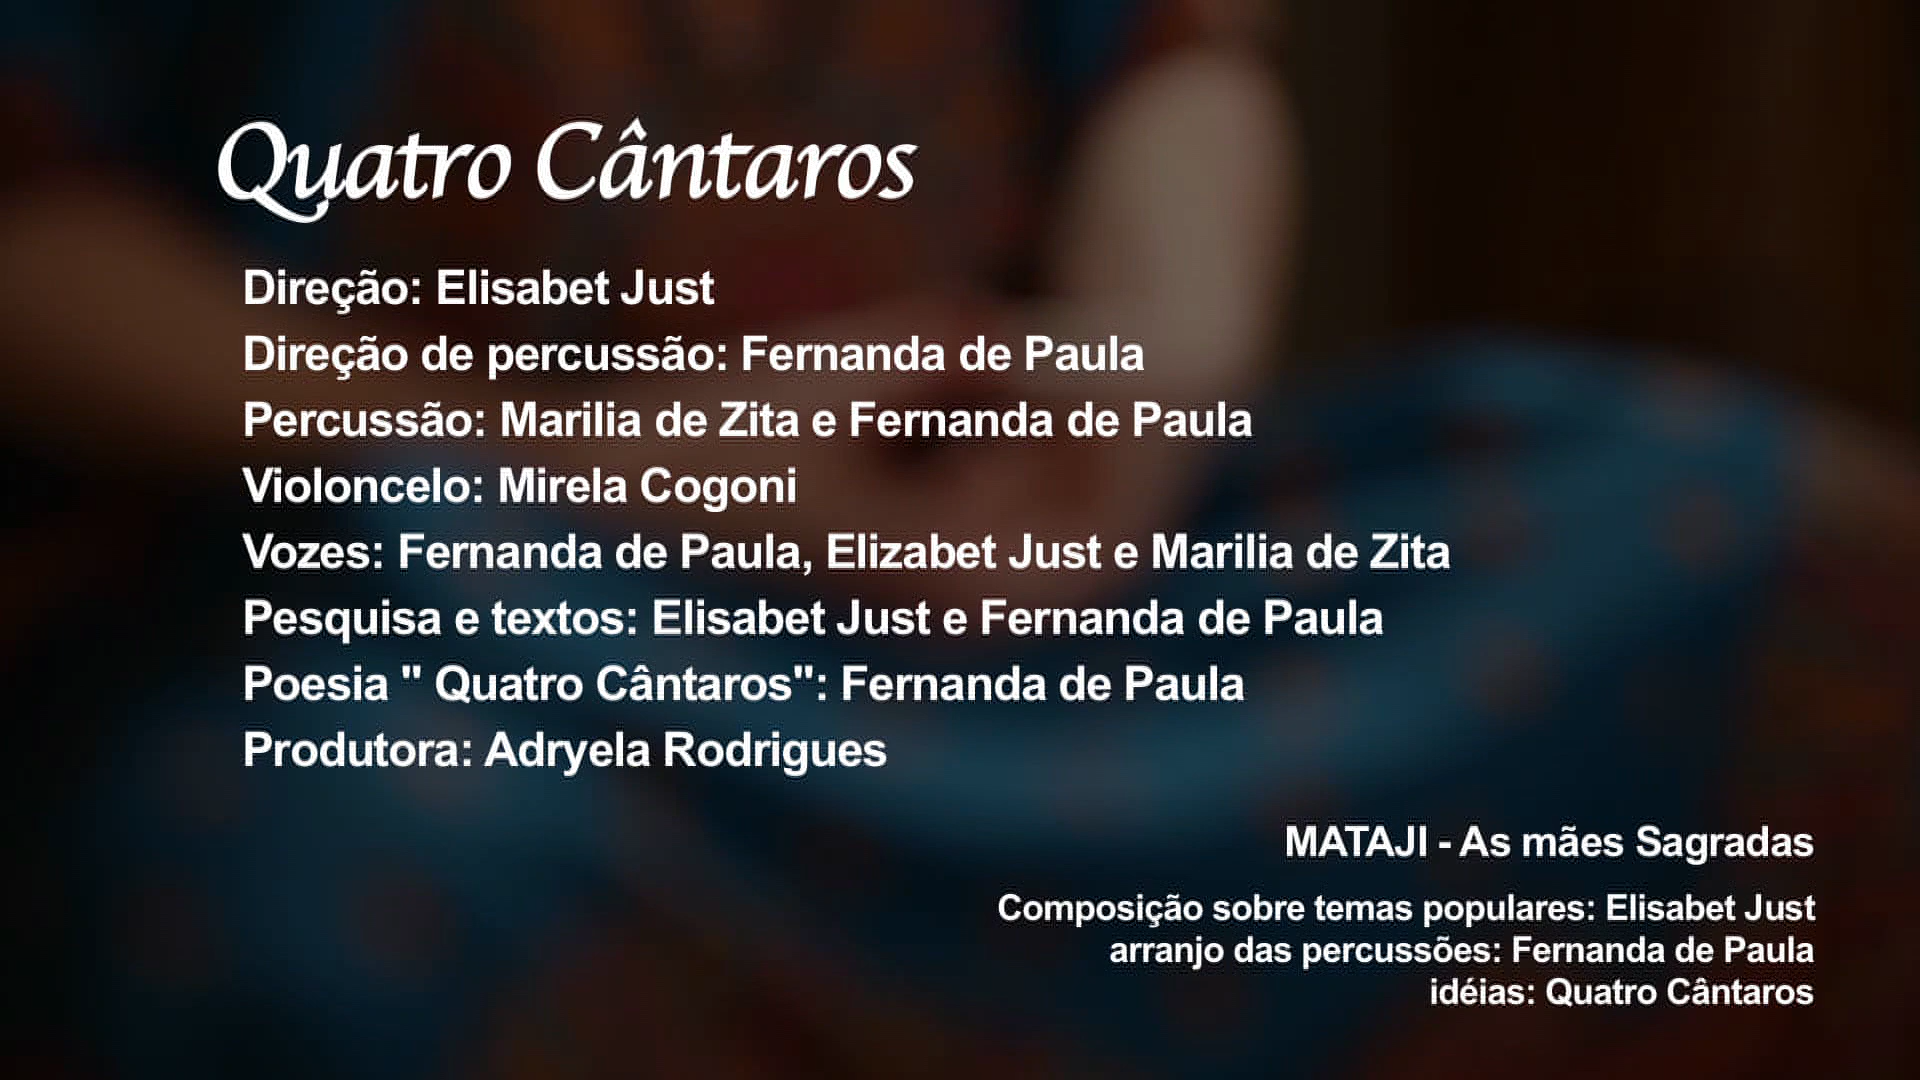 Quatro Cântaros
Direção: Elisabet Just
Direção de percussão: Fernanda de Paula
Percussão: Marilia de Zita e Fernanda de Paula
Violoncelo: Mirela Cogoni
Vozes: Fernanda de Paula, Elizabet Just e Marilia de Zita
Pesquisa e textos: Elisabet Just e Fernanda de Paula
Poesia " Quatro Cântaros": Fernanda de Paula
Produtora: Adryela Rodrigues
MATAJI - As mães Sagradas
Composição sobre temas populares: Elisabet Just
arranjo das percussões: Fernanda de Paula
idéias: Quatro Cântaros